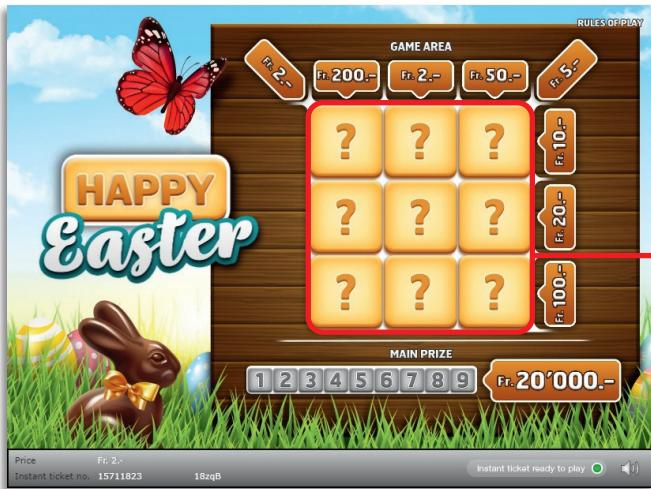 RULES OF PLAY
GAME AREA
Fr. 2.-
Fr. 200.-
Fr. 2.-
Fr. 50.-
Fr. 5.-
? ? ?
Fr. 10.-
HAPPY
Easter
? ? ?
Fr. 20.-
? ? ?
Fr. 100.-
MAIN PRIZE
1 2 3 4 5 6 7 8 9
Fr. 20'000.-
Price Fr. 2.-
Instant ticket no. 15711823 18zqB
Instant ticket ready to play